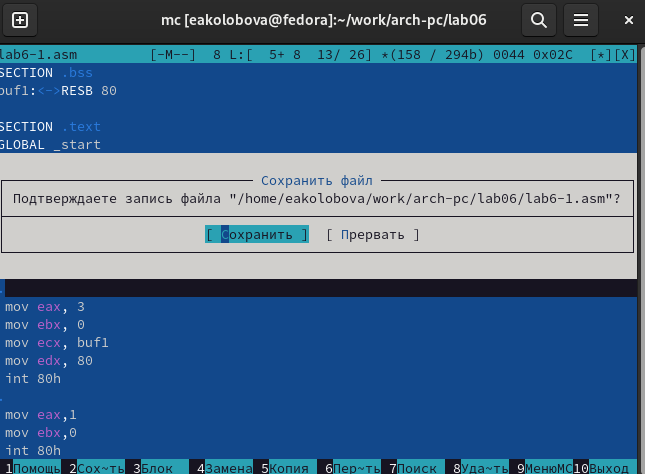 mc [eakolobova@fedora]:~/work/arch-pc/lab06
lab6-1.asm [-M--] 8 L:[ 5+ 8 13/ 26] *(158 / 294b) 0044 0x02C [*][X]
SECTION .bss
buf1:<->RESB 80
SECTION .text
GLOBAL _start
Сохранить файл
Подтверждаете запись файла "/home/eakolobova/work/arch-pc/lab06/lab6-1.asm"?
[ Сохранить ] [ Прервать ]
mov eax, 3
mov ebx, 0
mov ecx, buf1
mov edx, 80
int 80h
mov eax,1
mov ebx,0
int 80h
1Помощь 2Сох~ть 3Блок 4Замена 5Копия 6Пер~ть 7Поиск 8Уда~ть 9МенюMC 10Выход